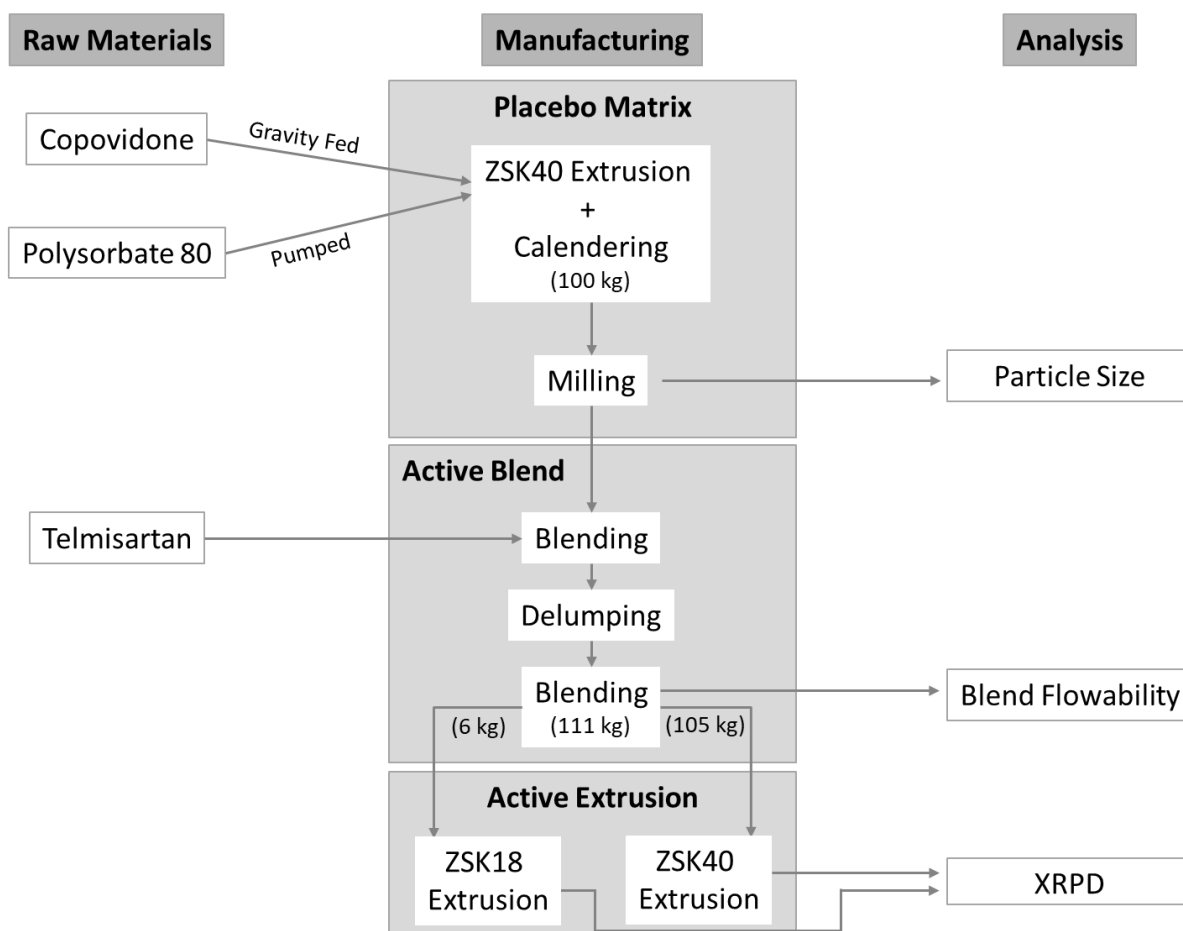 Raw Materials
Manufacturing
Analysis
Placebo Matrix
Copovidone
Gravity Fed
ZSK40 Extrusion
+
Calendering
(100 kg)
Polysorbate 80
Pumped
Milling
Particle Size
Active Blend
Telmisartan
Blending
Delumping
Blending
(6 kg)
(111 kg)
(105 kg)
Blend Flowability
Active Extrusion
ZSK18
Extrusion
ZSK40
Extrusion
XRPD